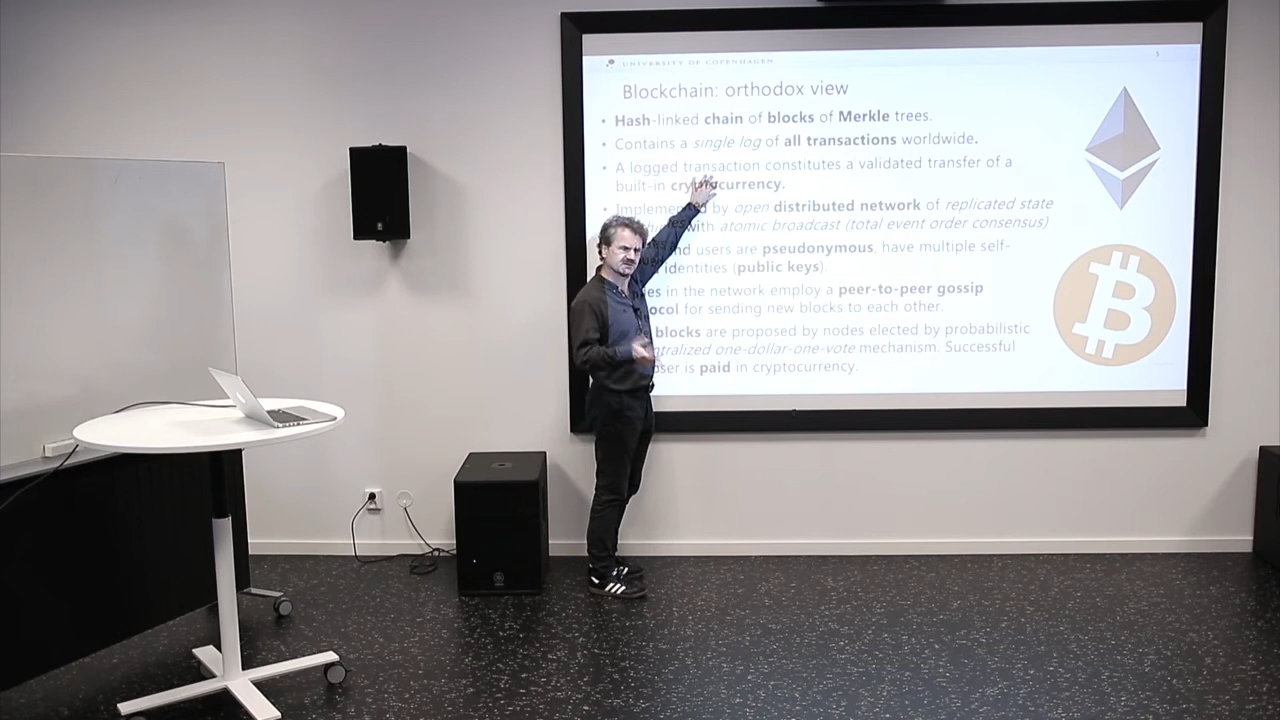 UNIVERSITY OF COPENHAGEN
Blockchain: orthodox view
• Hash-linked chain of blocks of Merkle trees.
• Contains a single log of all transactions worldwide.
• A logged transaction constitutes a validated transfer of a
built-in cryptocurrency.
• Implemented by open distributed network of replicated state
with atomic broadcast (total event order consensus)
and users are pseudonymous, have multiple self-
identities (public keys)
in the network employ a peer-to-peer gossip
for sending new blocks to each other.
blocks are proposed by nodes elected by probabilistic
one-dollar-one-vote mechanism. Successful
is paid in cryptocurrency.